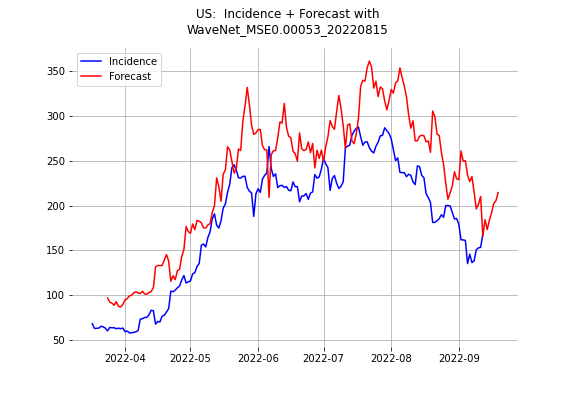 US:  Incidence + Forecast with
WaveNet_MSE0.00053_20220815
Incidence
Forecast
350
300
250
200
150
100
50
2022-04 2022-05 2022-06 2022-07 2022-08 2022-09